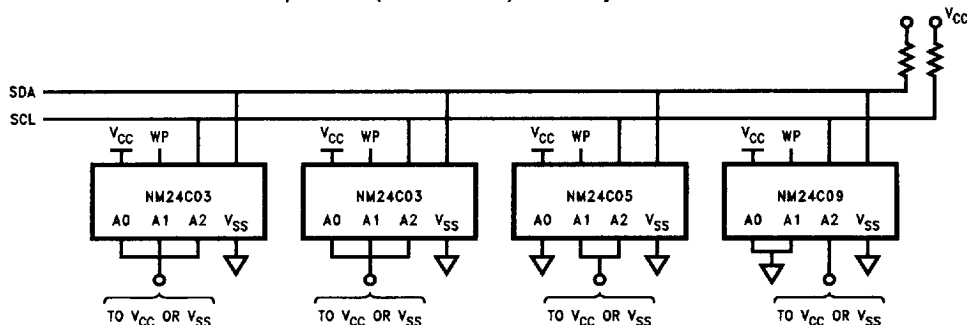 VCC
SDA
SCL
VCC WP VCC WP VCC VCC WP
NM24C03 NM24C03 NM24C05 NM24C09
A0 A1 A2 VSS A0 A1 A2 VSS A0 A1 A2 VSS A0 A1 A2 VSS
TO VCC OR VSS TO VCC OR VSS TO VCC OR VSS TO VCC OR VSS